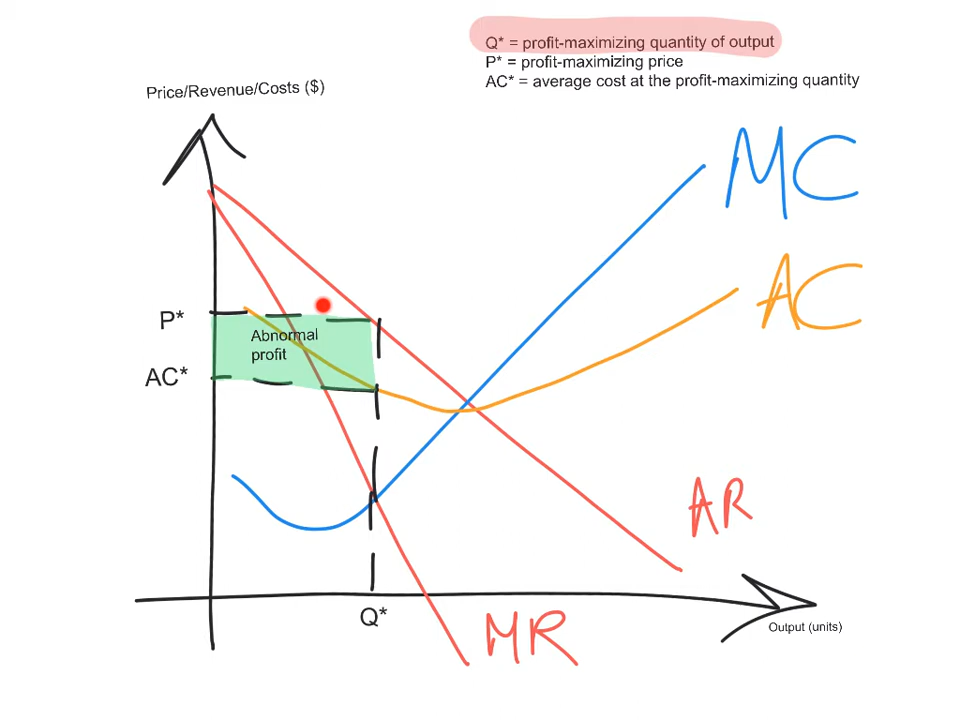 Q* = profit-maximizing quantity of output
P* = profit-maximizing price
AC* = average cost at the profit-maximizing quantity
Price/Revenue/Costs ($)
MC
AC
P*
Abnormal
profit
AC*
AR
Q*
MR
Output (units)